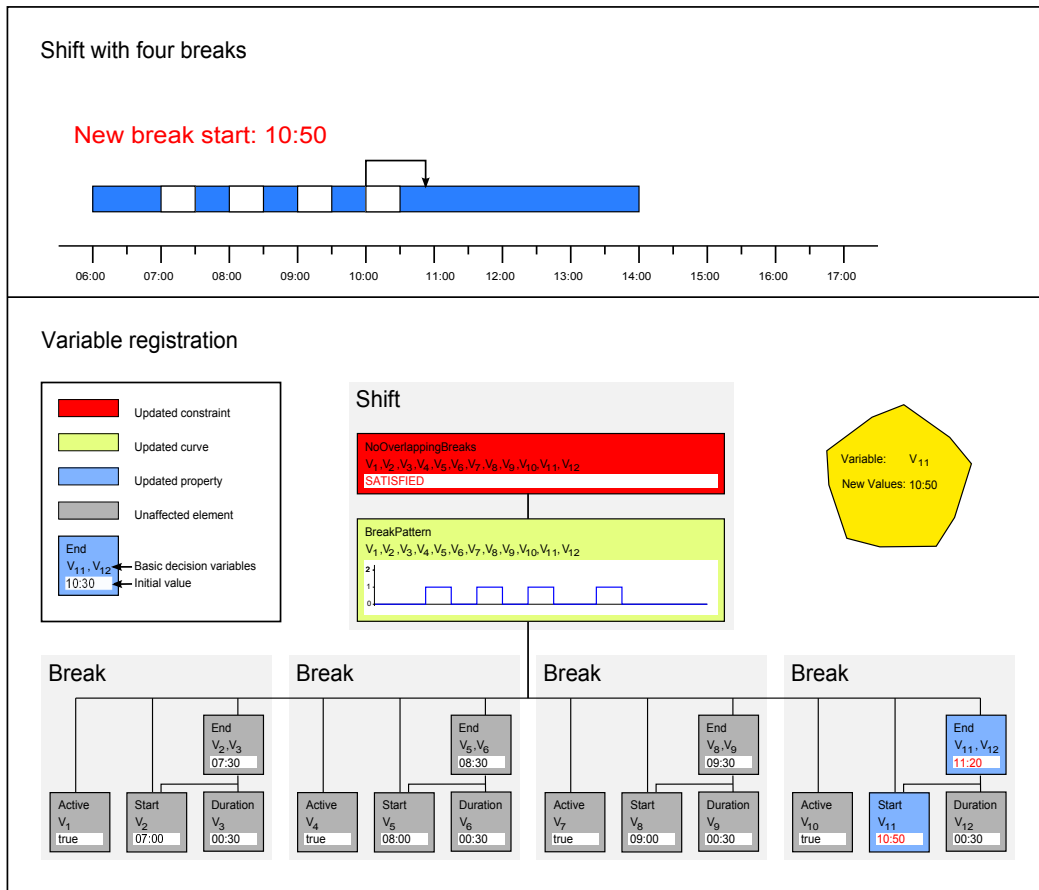 Shift with four breaks
New break start: 10:50
06:00 07:00 08:00 09:00 10:00 11:00 12:00 13:00 14:00 15:00 16:00 17:00
Variable registration
Updated constraint
Updated curve
Updated property
Unaffected element
End
V11, V12
10:30
Basic decision variables
Initial value
Shift
NoOverlappingBreaks
V1,V2,V3,V4,V5,V6,V7,V8,V9,V10,V11,V12
SATISFIED
BreakPattern
V1,V2,V3,V4,V5,V6,V7,V8,V9,V10,V11,V12
2
1
0
Variable: V11
New Values: 10:50
Break
End
V2,V3
07:30
Active
V1
true
Start
V2
07:00
Duration
V3
00:30
Break
End
V5,V6
08:30
Active
V4
true
Start
V5
08:00
Duration
V6
00:30
Break
End
V8,V9
09:30
Active
V7
true
Start
V8
09:00
Duration
V9
00:30
Break
End
V11, V12
11:20
Active
V10
true
Start
V11
10:50
Duration
V12
00:30